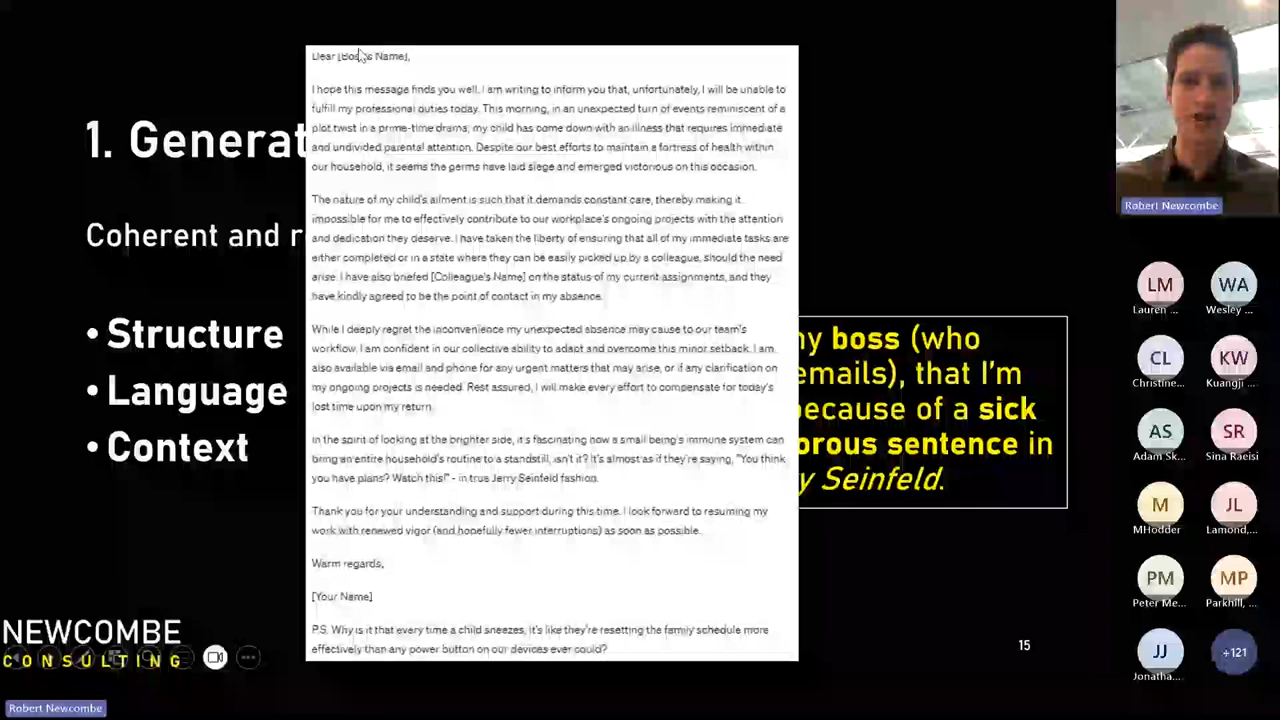 1. Generat
Coherent and r
• Structure
• Language
• Context
Dear [Boss's Name],
I hope this message finds you well. I am writing to inform you that, unfortunately, I will be unable to
fulfill my professional duties today. This morning, in an unexpected turn of events reminiscent of a
plot twist in a prime-time drama, my child has come down with an illness that requires immediate
and undivided parental attention. Despite our best efforts to maintain a fortress of health within
our household, it seems the germs have laid siege and emerged victorious on this occasion.
The nature of my child's ailment is such that it demands constant care, thereby making it
impossible for me to effectively contribute to our workplace's ongoing projects with the attention
and dedication they deserve. I have taken the liberty of ensuring that all of my immediate tasks are
either completed or in a state where they can be easily picked up by a colleague, should the need
arise. I have also briefed [Colleague's Name] on the status of my current assignments, and they
have kindly agreed to be the point of contact in my absence.
While I deeply regret the inconvenience my unexpected absence may cause to our team's
workflow, I am confident in our collective ability to adapt and overcome this minor setback. I am
also available via email and phone for any urgent matters that may arise, or if any clarification on
my ongoing projects is needed. Rest assured, I will make every effort to compensate for today's
lost time upon my return.
In the spirit of looking at the brighter side, it's fascinating how a small being's immune system can
bring an entire household's routine to a standstill, isn't it? It's almost as if they're saying, "You think
you have plans? Watch this!" - in true Jerry Seinfeld fashion.
Thank you for your understanding and support during this time. I look forward to resuming my
work with renewed vigor (and hopefully fewer interruptions) as soon as possible.
Warm regards,
[Your Name]
P.S. Why is it that every time a child sneezes, it's like they're resetting the family schedule more
effectively than any power button on our devices ever could?
ny boss (who
emails), that I'm
because of a sick
orous sentence in
y Seinfeld.
NEWCOMBE
CONSULTING
15
Robert Newcombe
Robert Newcombe
LM
Lauren ...
WA
Wesley ...
CL
Christine...
KW
Kuangji ...
AS
Adam Sk...
SR
Sina Raeisi
M
MHodder
JL
Lamond,...
PM
Peter Me...
MP
Parkhill, ...
JJ
Jonatha...
+121